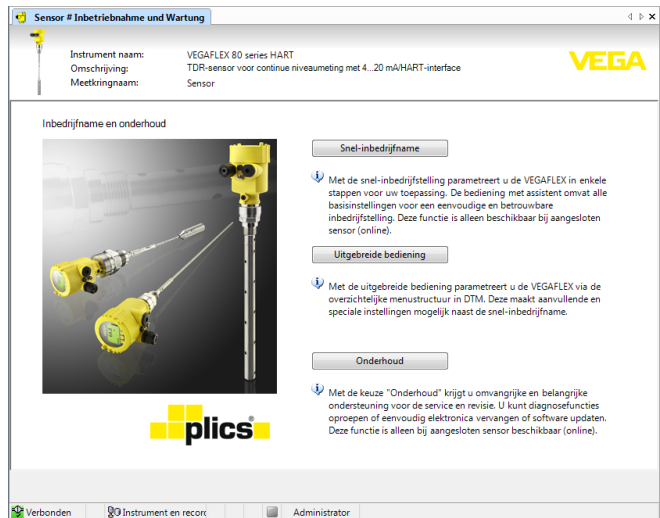 Sensor # Inbetriebnahme und Wartung
Instrument naam: VEGAFLEX 80 series HART
Omschrijving: TDR-sensor voor continue niveaumeting met 4...20 mA/HART-interface
Meetkringnaam: Sensor
VEGA
Inbedrijfname en onderhoud
Snel-inbedrijfname
Met de snel-inbedrijfstelling parametreert u de VEGAFLEX in enkele
stappen voor uw toepassing. De bediening met assistent omvat alle
basisinstellingen voor een eenvoudige en betrouwbare
inbedrijfstelling. Deze functie is alleen beschikbaar bij aangesloten
sensor (online).
Uitgebreide bediening
Met de uitgebreide bediening parametreert u de VEGAFLEX via de
overzichtelijke menustructuur in DTM. Deze maakt aanvullende en
speciale instellingen mogelijk naast de snel-inbedrijfname.
Onderhoud
Met de keuze "Onderhoud" krijgt u omvangrijke en belangrijke
ondersteuning voor de service en revisie. U kunt diagnosefuncties
oproepen of eenvoudig elektronica vervangen of software updaten.
Deze functie is alleen bij aangesloten sensor beschikbaar (online).
plics®
Verbonden
Instrument en record
Administrator